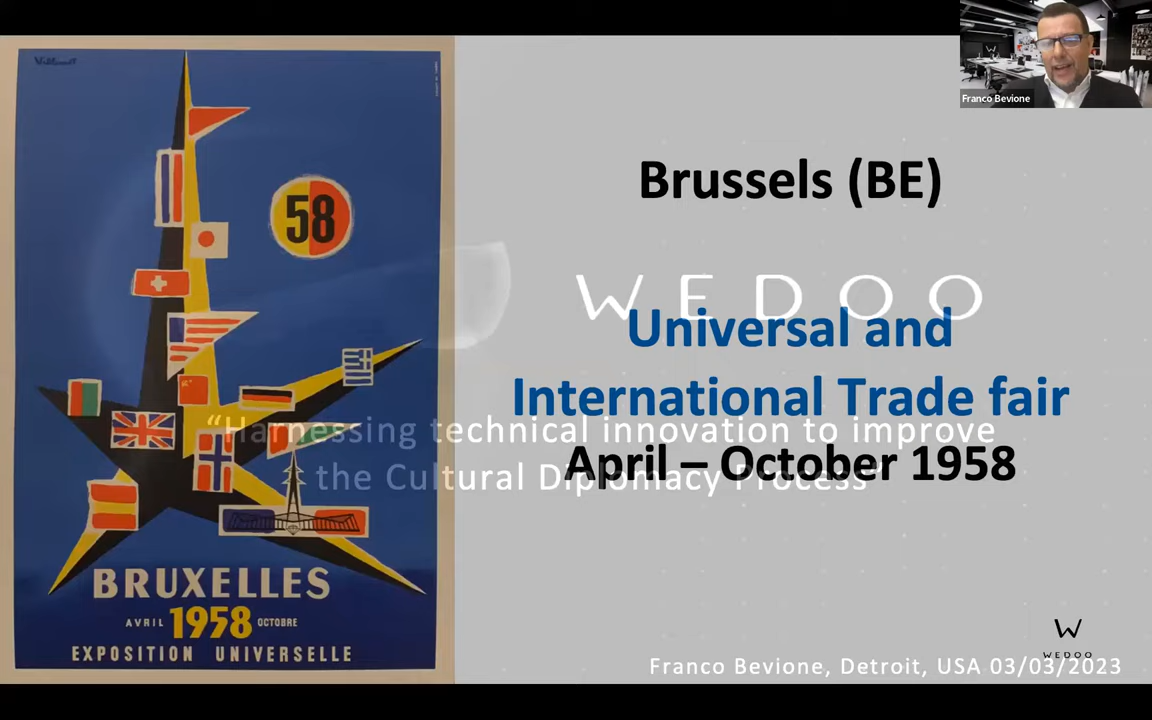 Villemot
58
BRUXELLES
AVRIL 1958 OCTOBRE
EXPOSITION UNIVERSELLE
Franco Bevione
Brussels (BE)
WEDOO
Universal and
International Trade fair
“Harnessing technical innovation to improve
the Cultural Diplomacy Process”
April – October 1958
W
WEDOO
Franco Bevione, Detroit, USA 03/03/2023